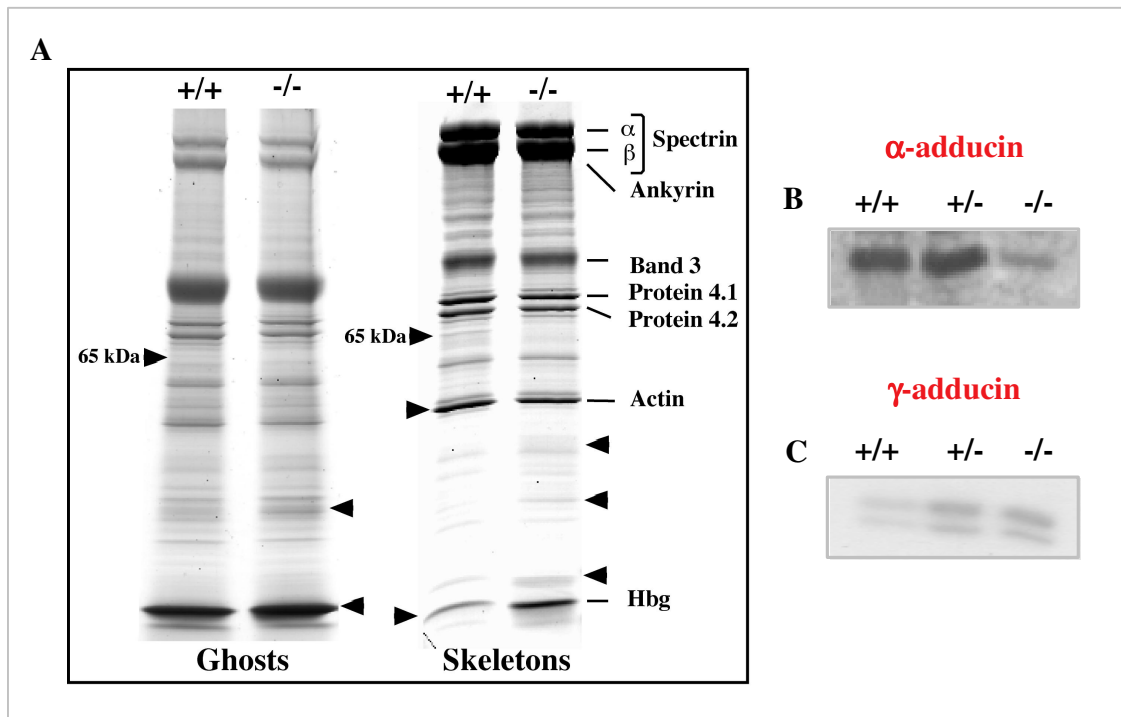 A
+/+ -/-
+/+ -/-
α
β
Spectrin
Ankyrin
Band 3
Protein 4.1
Protein 4.2
65 kDa
65 kDa
Actin
Hbg
Ghosts
Skeletons
α-adducin
B
+/+ +/- -/-
γ-adducin
C
+/+ +/- -/-